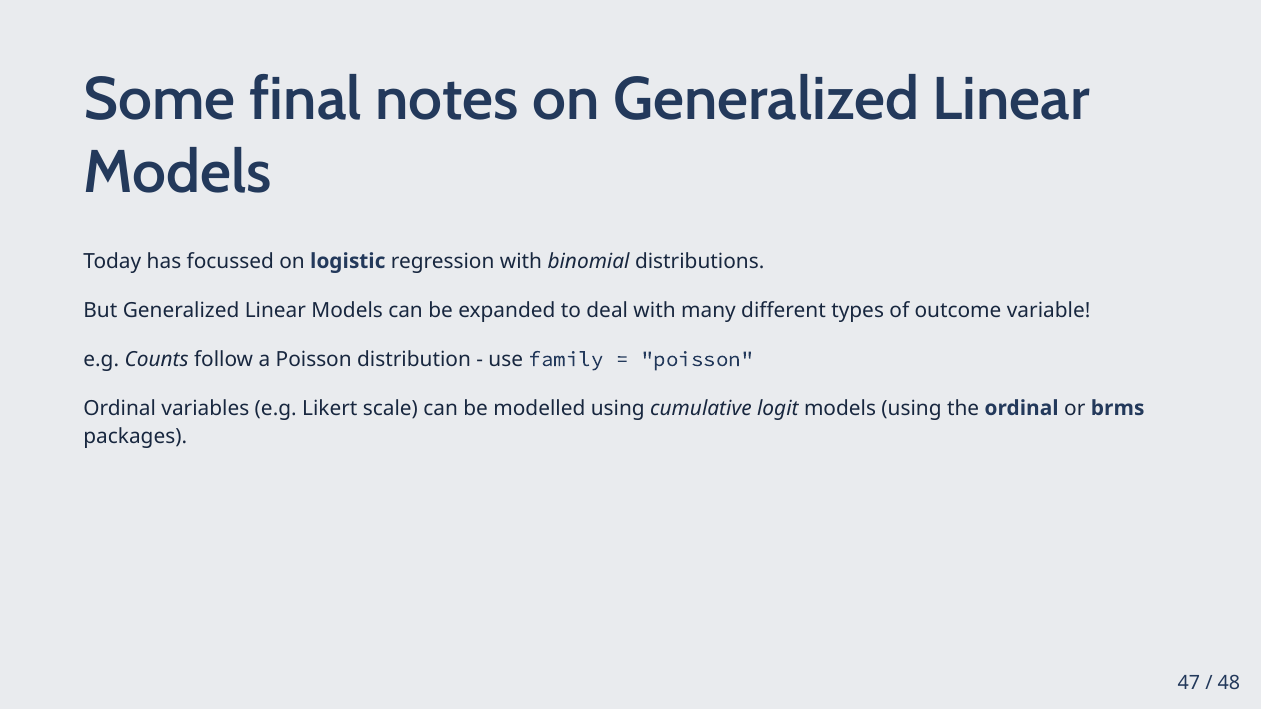 Some final notes on Generalized Linear
Models
Today has focussed on logistic regression with binomial distributions.
But Generalized Linear Models can be expanded to deal with many different types of outcome variable!
e.g. Counts follow a Poisson distribution - use family = "poisson"
Ordinal variables (e.g. Likert scale) can be modelled using cumulative logit models (using the ordinal or brms
packages).
47 / 48